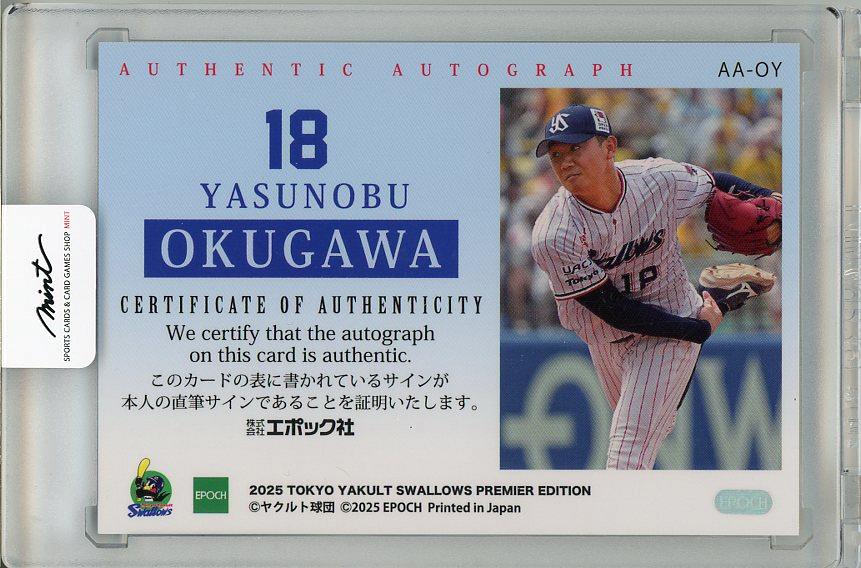 AUTHENTIC AUTOGRAPH
AA-OY
18
YASUNOBU
OKUGAWA
CERTIFICATE OF AUTHENTICITY
We certify that the autograph
on this card is authentic.
このカードの表に書かれているサインが
本人の直筆サインであることを証明いたします。
株式会社エポック社
mint
SPORTS CARDS & CARD GAMES SHOP MINT
YS
Swallows
TOKYO
18
Swallows
EPOCH
2025 TOKYO YAKULT SWALLOWS PREMIER EDITION
©ヤクルト球団 ©2025 EPOCH Printed in Japan
EPOCH